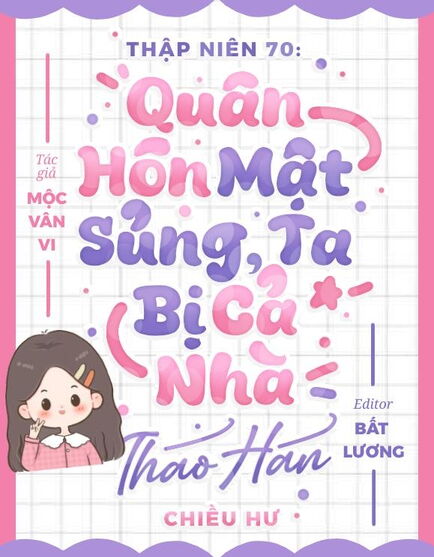 THẬP NIÊN 70:
Quân
Hôn Mật
Sủng, Ta
Bị Cả
Nhà
Thao Hán
CHIỀU HƯ
Tác
giả
MỘC
VÂN
VI
Editor
BẤT
LƯƠNG